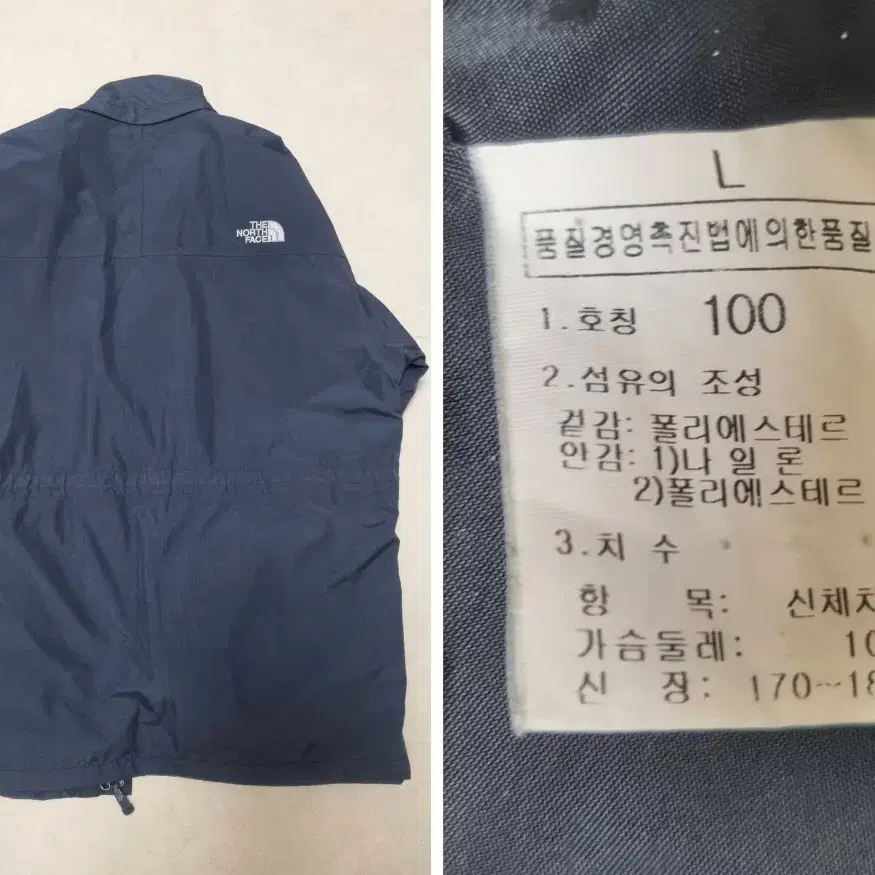 THE
NORTH
FACE
L
품질경영촉진법에의한품질
1.호칭 100
2.섬유의 조성
겉감: 폴리에스테르
안감: 1)나 일 론
2)폴리에스테르
3.치 수
항 목: 신체치
가슴둘레: 10
신 장: 170~18